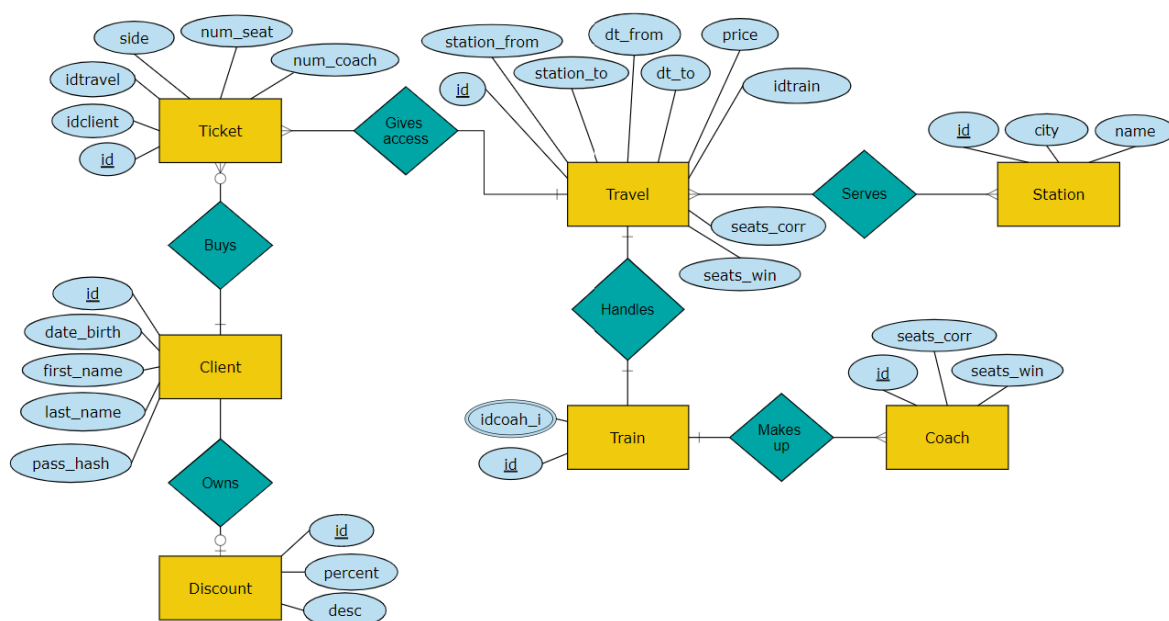 side
num_seat
num_coach
idtravel
idclient
id
Ticket
Gives
access
station_from
dt_from
price
station_to
dt_to
id
idtrain
Travel
seats_corr
seats_win
Serves
id
city
name
Station
Buys
Handles
id
date_birth
first_name
last_name
pass_hash
Client
Owns
idcoah_i
id
Train
Makes
up
seats_corr
id
seats_win
Coach
id
percent
desc
Discount